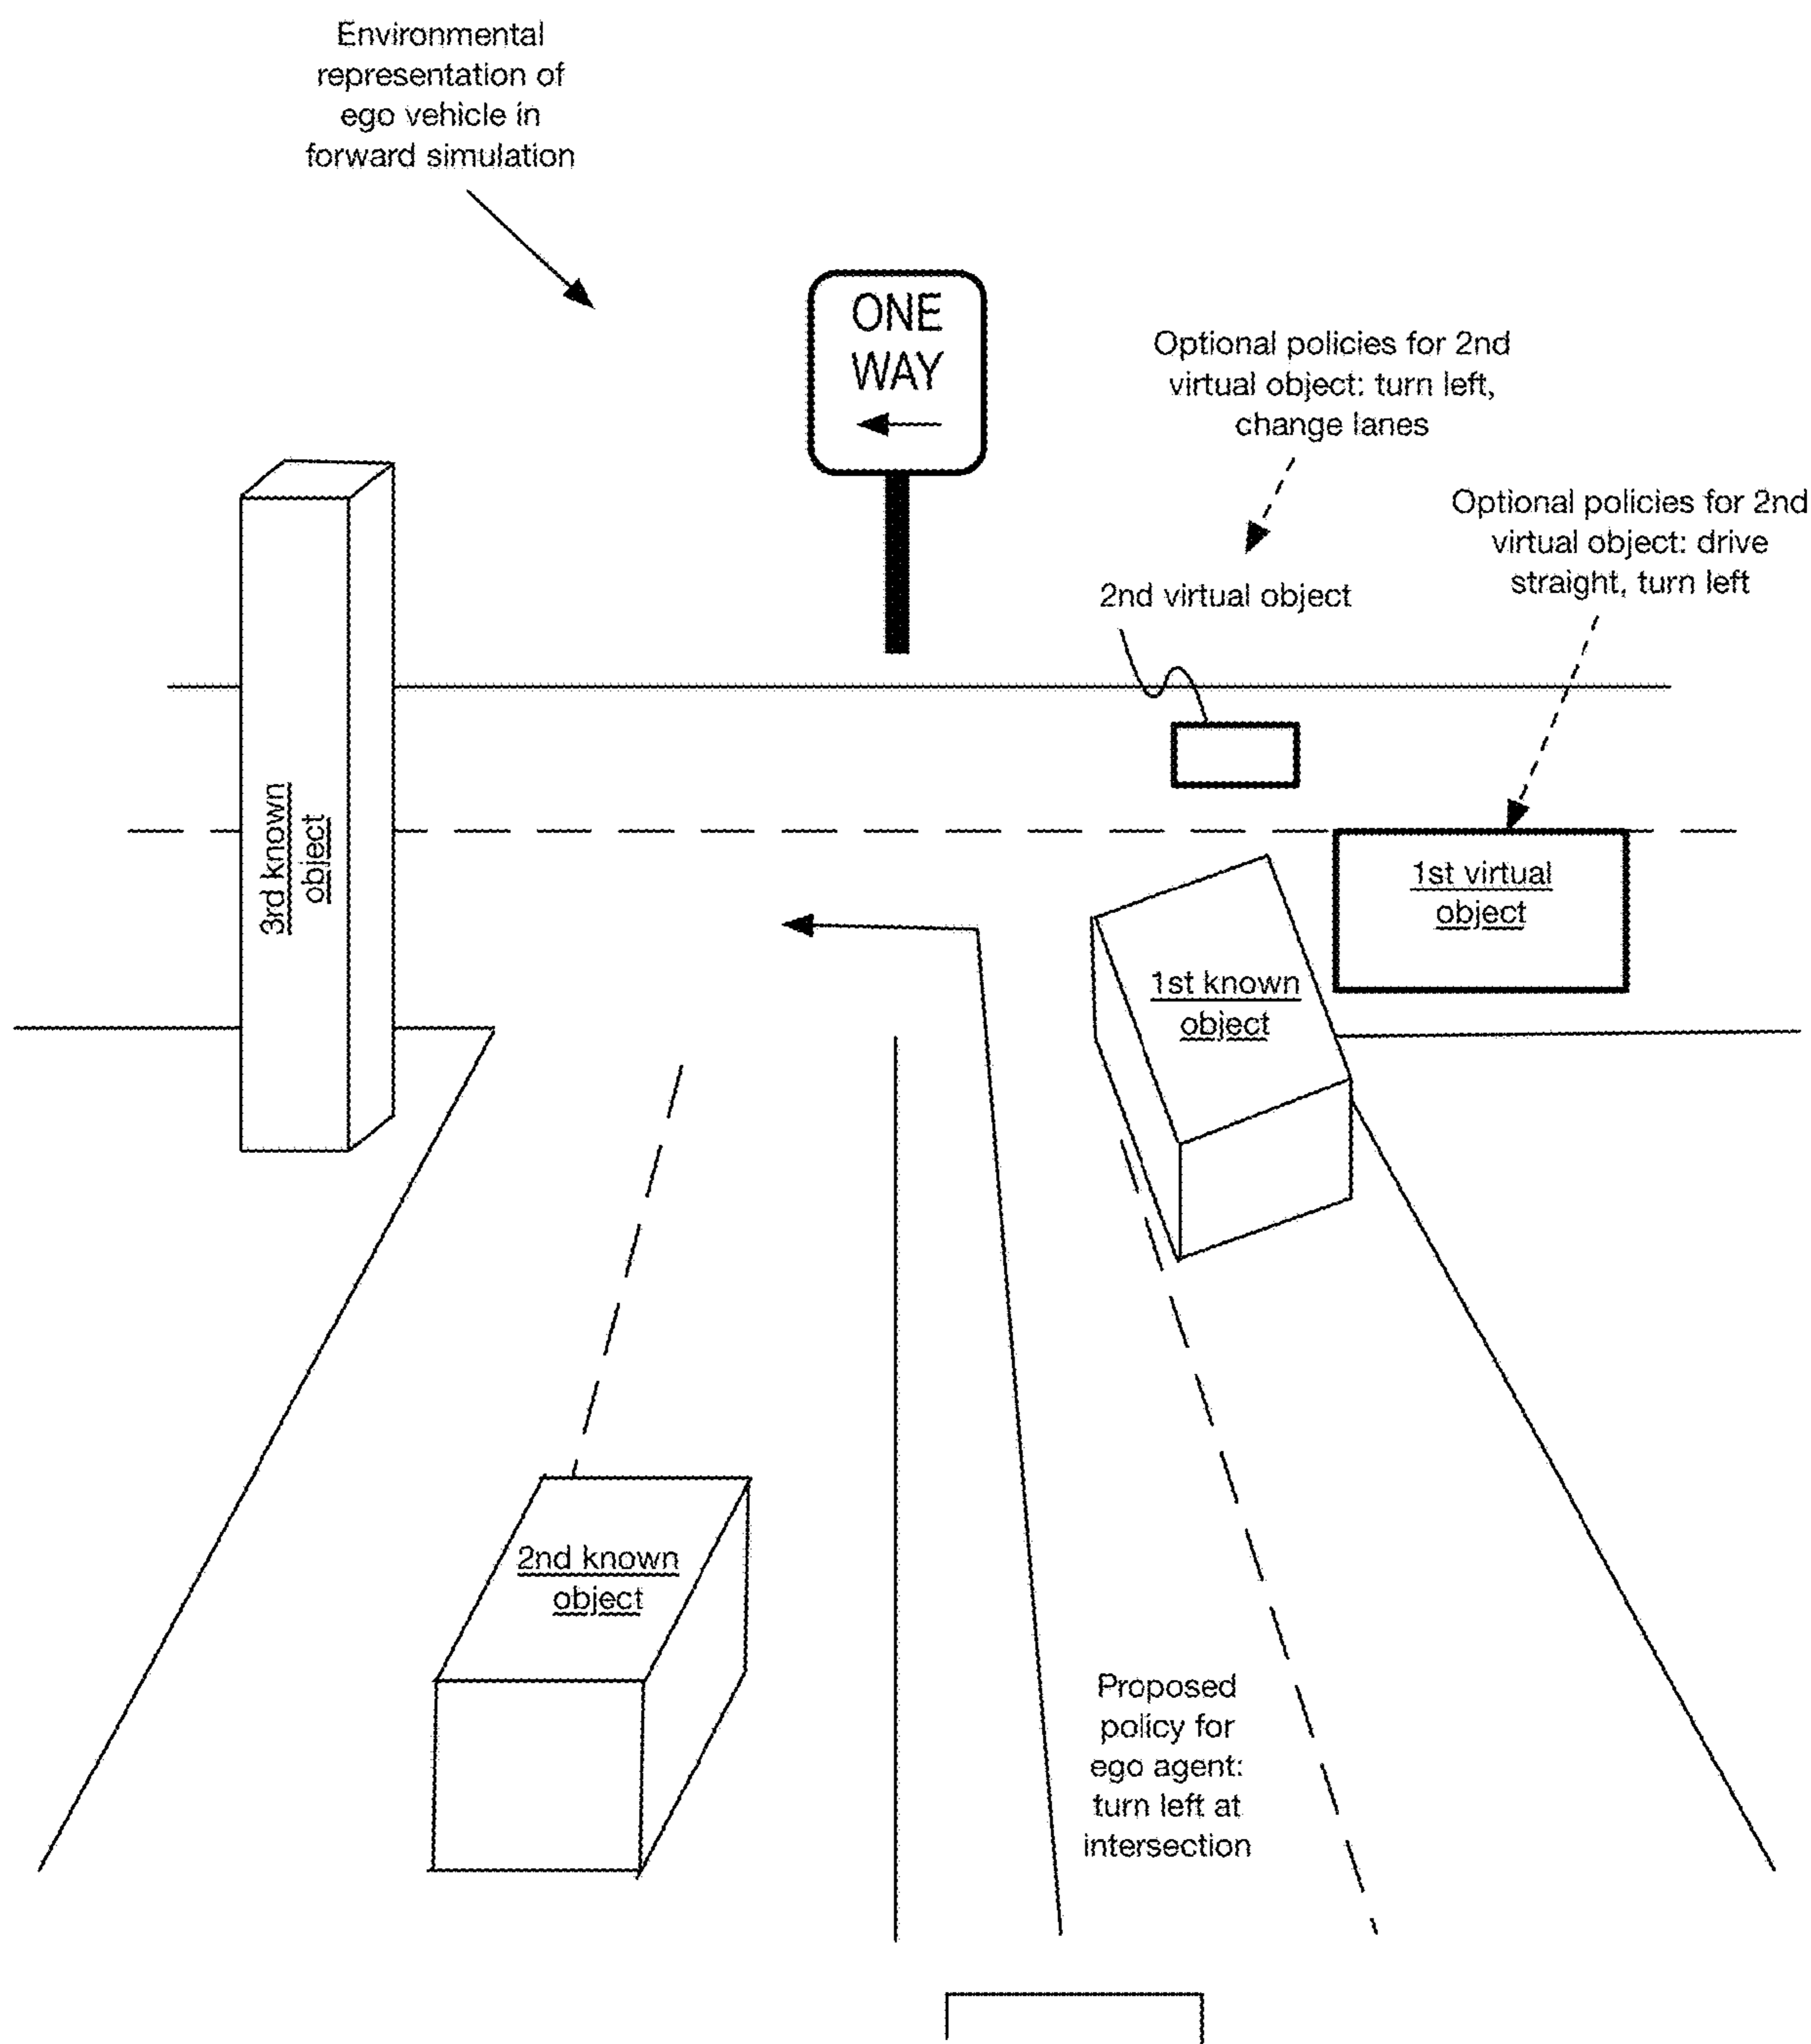 Environmental
representation of
ego vehicle in
forward simulation
ONE
WAY
Optional policies for 2nd
virtual object: turn left,
change lanes
Optional policies for 2nd
virtual object: drive
straight, turn left
2nd virtual object
3rd known
object
1st virtual
object
1st known
object
2nd known
object
Proposed
policy for
ego agent:
turn left at
intersection